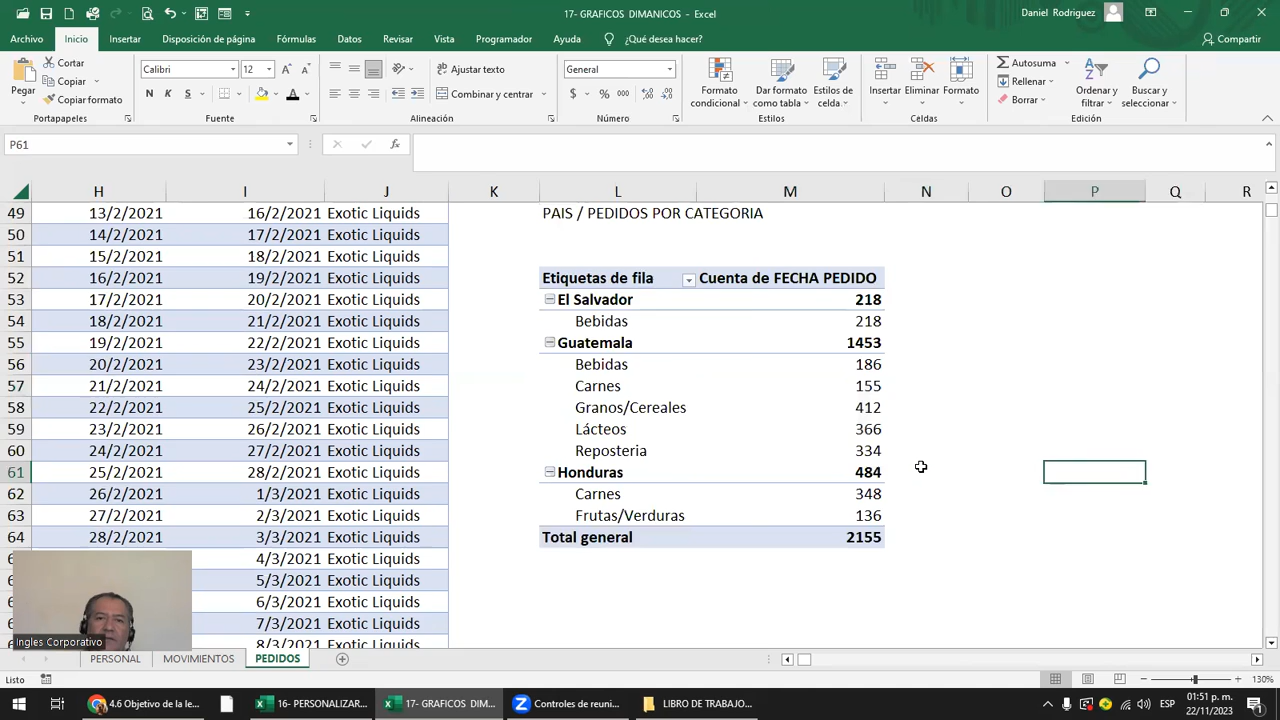 17- GRAFICOS DIMANICOS - Excel
Daniel Rodriguez
Archivo Inicio Insertar Disposición de página Fórmulas Datos Revisar Vista Programador Ayuda ¿Qué desea hacer? Compartir
Pegar
Cortar
Copiar
Copiar formato
Portapapeles
Calibri 12
N K S
Fuente
Ajustar texto
Combinar y centrar
Alineación
General
$ % 000
Número
Formato condicional
Dar formato como tabla
Estilos de celda
Estilos
Insertar Eliminar Formato
Celdas
Autosuma
Rellenar
Borrar
Ordenar y filtrar
Buscar y seleccionar
Edición
P61 fx
H I J K L M N O P Q R
49 13/2/2021 16/2/2021 Exotic Liquids PAIS / PEDIDOS POR CATEGORIA
50 14/2/2021 17/2/2021 Exotic Liquids
51 15/2/2021 18/2/2021 Exotic Liquids
52 16/2/2021 19/2/2021 Exotic Liquids Etiquetas de fila Cuenta de FECHA PEDIDO
53 17/2/2021 20/2/2021 Exotic Liquids El Salvador 218
54 18/2/2021 21/2/2021 Exotic Liquids Bebidas 218
55 19/2/2021 22/2/2021 Exotic Liquids Guatemala 1453
56 20/2/2021 23/2/2021 Exotic Liquids Bebidas 186
57 21/2/2021 24/2/2021 Exotic Liquids Carnes 155
58 22/2/2021 25/2/2021 Exotic Liquids Granos/Cereales 412
59 23/2/2021 26/2/2021 Exotic Liquids Lácteos 366
60 24/2/2021 27/2/2021 Exotic Liquids Reposteria 334
61 25/2/2021 28/2/2021 Exotic Liquids Honduras 484
62 26/2/2021 1/3/2021 Exotic Liquids Carnes 348
63 27/2/2021 2/3/2021 Exotic Liquids Frutas/Verduras 136
64 28/2/2021 3/3/2021 Exotic Liquids Total general 2155
4/3/2021 Exotic Liquids
5/3/2021 Exotic Liquids
6/3/2021 Exotic Liquids
7/3/2021 Exotic Liquids
8/3/2021 Exotic Liquids
Ingles Corporativo
PERSONAL MOVIMIENTOS PEDIDOS
Listo 130%
4.6 Objetivo de la le... 16- PERSONALIZAR... 17- GRAFICOS DIM... Controles de reuni... LIBRO DE TRABAJO... ESP
01:51 p. m.
22/11/2023